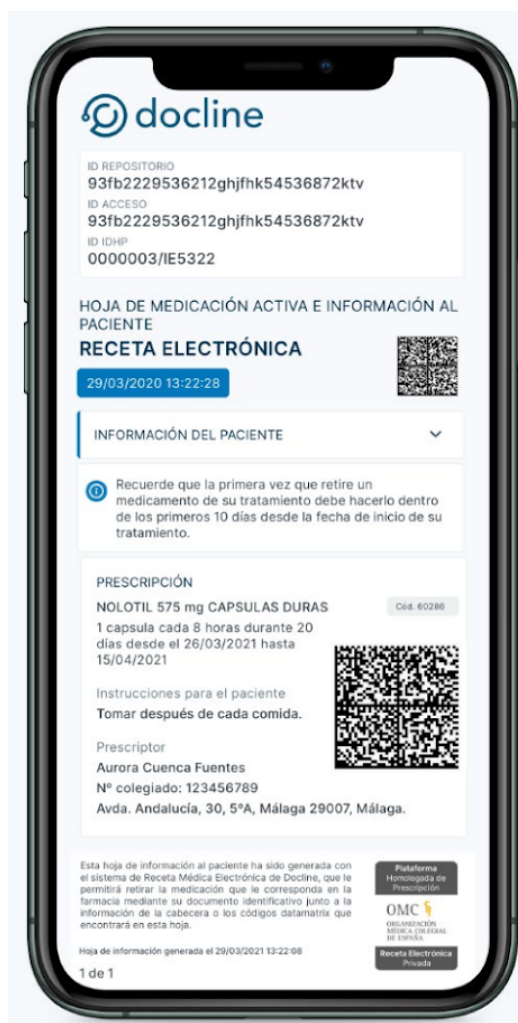 docline
ID REPOSITORIO
93fb2229536212ghjfhk54536872ktv
ID ACCESO
93fb2229536212ghjfhk54536872ktv
ID IDHP
0000003/IE5322
HOJA DE MEDICACIÓN ACTIVA E INFORMACIÓN AL
PACIENTE
RECETA ELECTRÓNICA
29/03/2020 13:22:28
INFORMACIÓN DEL PACIENTE
Recuerde que la primera vez que retire un
medicamento de su tratamiento debe hacerlo dentro
de los primeros 10 días desde la fecha de inicio de su
tratamiento.
PRESCRIPCIÓN
NOLOTIL 575 mg CAPSULAS DURAS
Cód. 60286
1 capsula cada 8 horas durante 20
días desde el 26/03/2021 hasta
15/04/2021
Instrucciones para el paciente
Tomar después de cada comida.
Prescriptor
Aurora Cuenca Fuentes
Nº colegiado: 123456789
Avda. Andalucía, 30, 5ºA, Málaga 29007, Málaga.
Esta hoja de información al paciente ha sido generada con
el sistema de Receta Médica Electrónica de Docline, que le
permitirá retirar la medicación que le corresponda en la
farmacia mediante su documento identificativo junto a la
información de la cabecera o los códigos datamatrix que
encontrará en esta hoja.
Hoja de información generada el 29/03/2021 13:22:08
1 de 1
Plataforma
Homologada de
Prescripción
OMC
ORGANIZACIÓN
MÉDICA COLEGIAL
DE ESPAÑA
Receta Electrónica
Privada